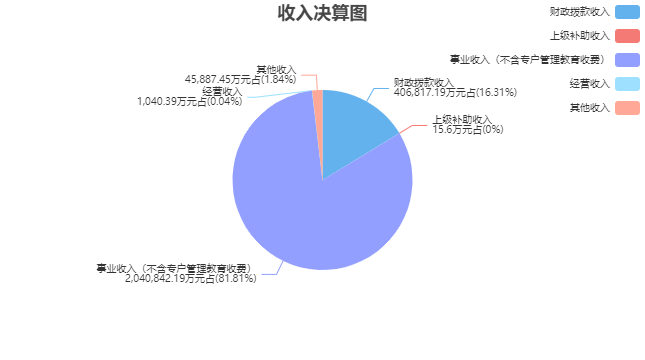 收入决算图
财政拨款收入
上级补助收入
事业收入（不含专户管理教育收费）
经营收入
其他收入
其他收入
45,887.45万元占(1.84%)
经营收入
1,040.39万元占(0.04%)
财政拨款收入
406,817.19万元占(16.31%)
上级补助收入
15.6万元占(0%)
事业收入（不含专户管理教育收费）
2,040,842.19万元占(81.81%)